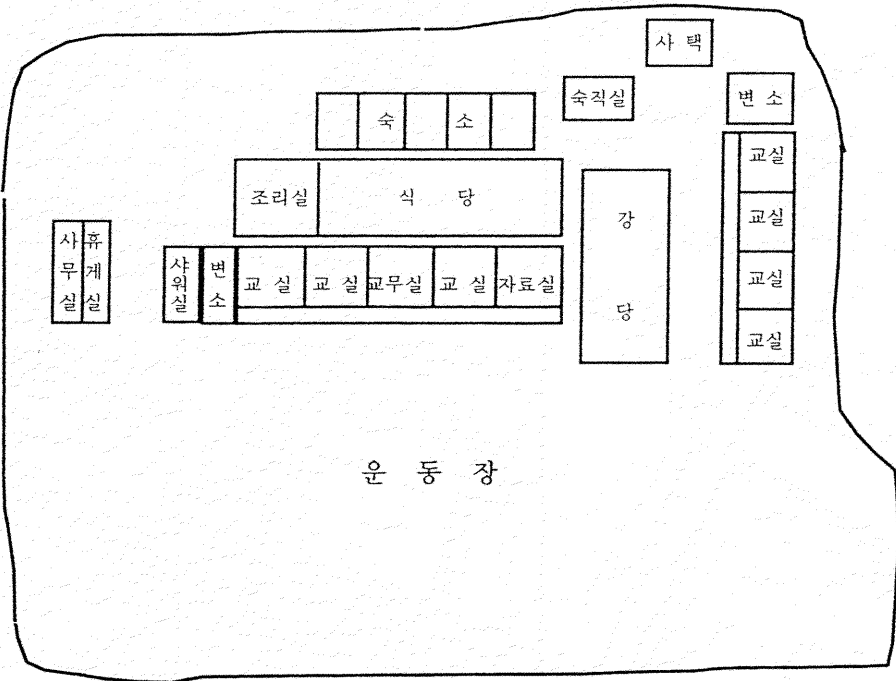 사 택
숙직실
변 소
숙 소
교실
조리실
식 당
강 당
교실
사무실
휴게실
샤워실
변소
교 실
교 실
교무실
교 실
자료실
교실
교실
운 동 장